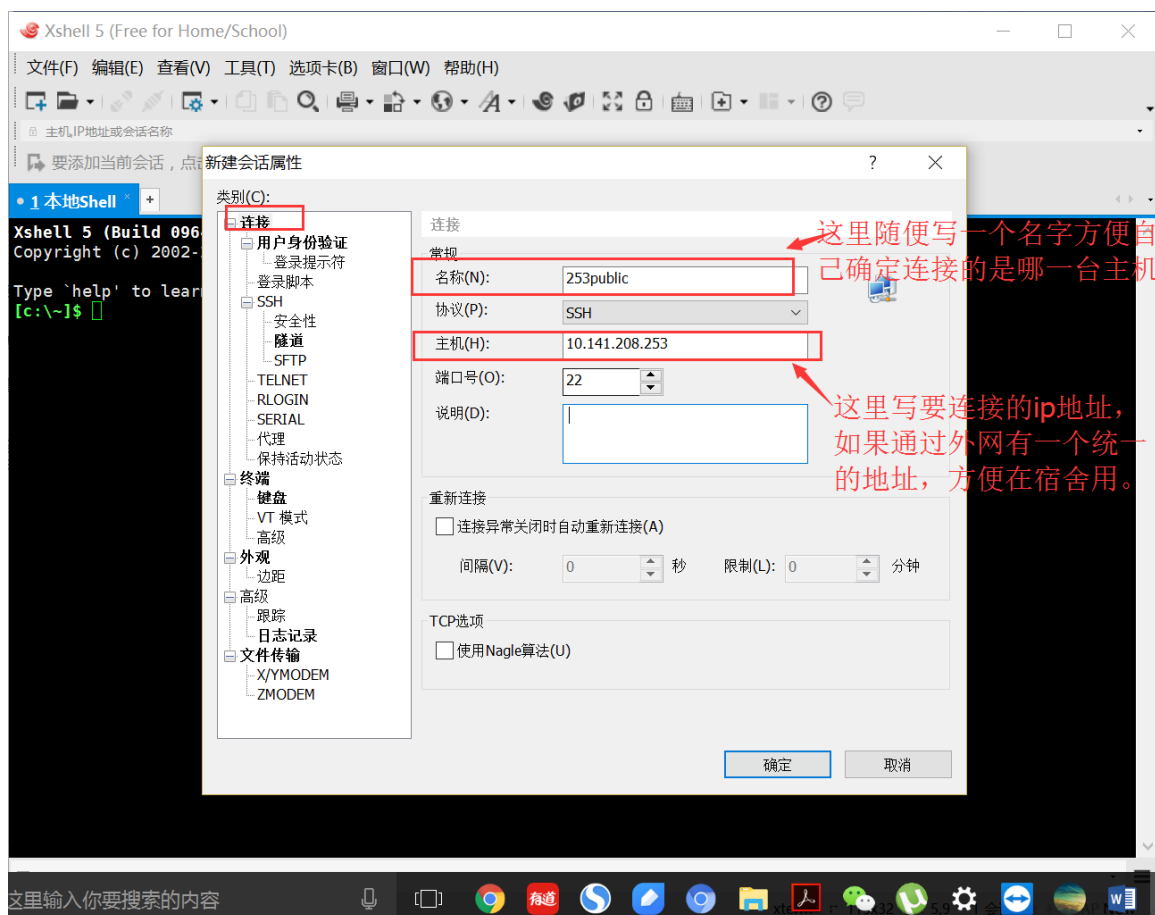 Xshell 5 (Free for Home/School)
文件(F) 编辑(E) 查看(V) 工具(T) 选项卡(B) 窗口(W) 帮助(H)
主机,IP地址或会话名称
要添加当前会话，点
1 本地Shell
Xshell 5 (Build 096
Copyright (c) 2002-
Type `help' to lear
[c:\~]$
新建会话属性
类别(C):
连接
用户身份验证
登录提示符
登录脚本
SSH
安全性
隧道
SFTP
TELNET
RLOGIN
SERIAL
代理
保持活动状态
终端
键盘
VT 模式
高级
外观
边距
高级
跟踪
日志记录
文件传输
X/YMODEM
ZMODEM
连接
常规
名称(N): 253public
协议(P): SSH
主机(H): 10.141.208.253
端口号(O): 22
说明(D):
这里随便写一个名字方便自
己确定连接的是哪一台主机
这里写要连接的ip地址，
如果通过外网有一个统一
的地址，方便在宿舍用。
重新连接
连接异常关闭时自动重新连接(A)
间隔(V): 0 秒 限制(L): 0 分钟
TCP选项
使用Nagle算法(U)
确定 取消
这里输入你要搜索的内容
有道